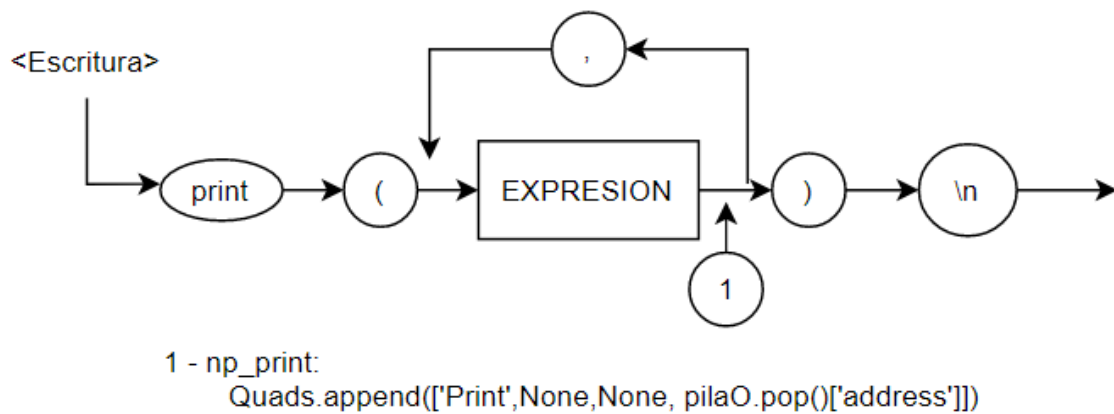 <Escritura>
,
print
(
EXPRESION
)
\n
1
1 - np_print:
Quads.append(['Print',None,None, pilaO.pop()['address']])